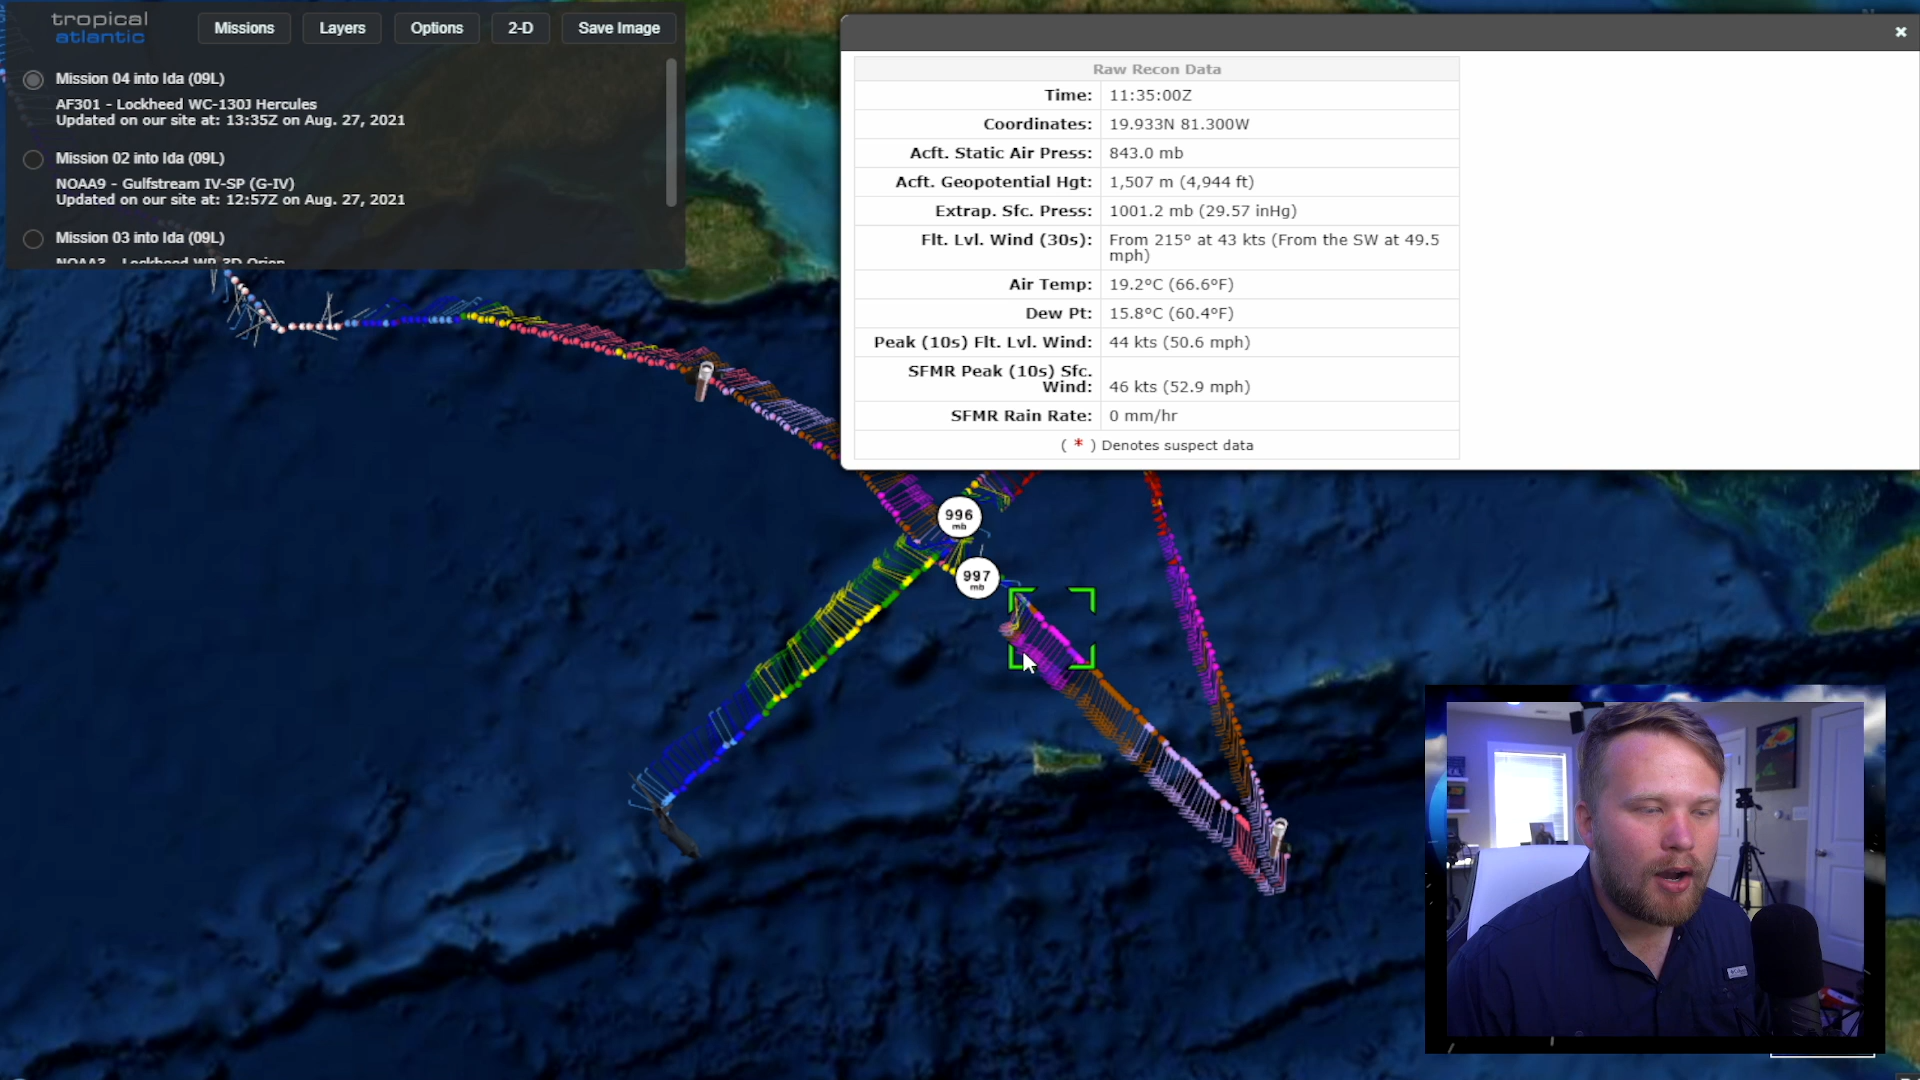 tropical
atlantic
Missions
Layers
Options
2-D
Save Image
Mission 04 into Ida (09L)
AF301 - Lockheed WC-130J Hercules
Updated on our site at: 13:35Z on Aug. 27, 2021
Mission 02 into Ida (09L)
NOAA9 - Gulfstream IV-SP (G-IV)
Updated on our site at: 12:57Z on Aug. 27, 2021
Mission 03 into Ida (09L)
NOAA3 - Lockheed WP-3D Orion
Raw Recon Data
Time: 11:35:00Z
Coordinates: 19.933N 81.300W
Acft. Static Air Press: 843.0 mb
Acft. Geopotential Hgt: 1,507 m (4,944 ft)
Extrap. Sfc. Press: 1001.2 mb (29.57 inHg)
Flt. Lvl. Wind (30s): From 215° at 43 kts (From the SW at 49.5
mph)
Air Temp: 19.2°C (66.6°F)
Dew Pt: 15.8°C (60.4°F)
Peak (10s) Flt. Lvl. Wind: 44 kts (50.6 mph)
SFMR Peak (10s) Sfc.
Wind: 46 kts (52.9 mph)
SFMR Rain Rate: 0 mm/hr
( * ) Denotes suspect data
996
mb
997
mb